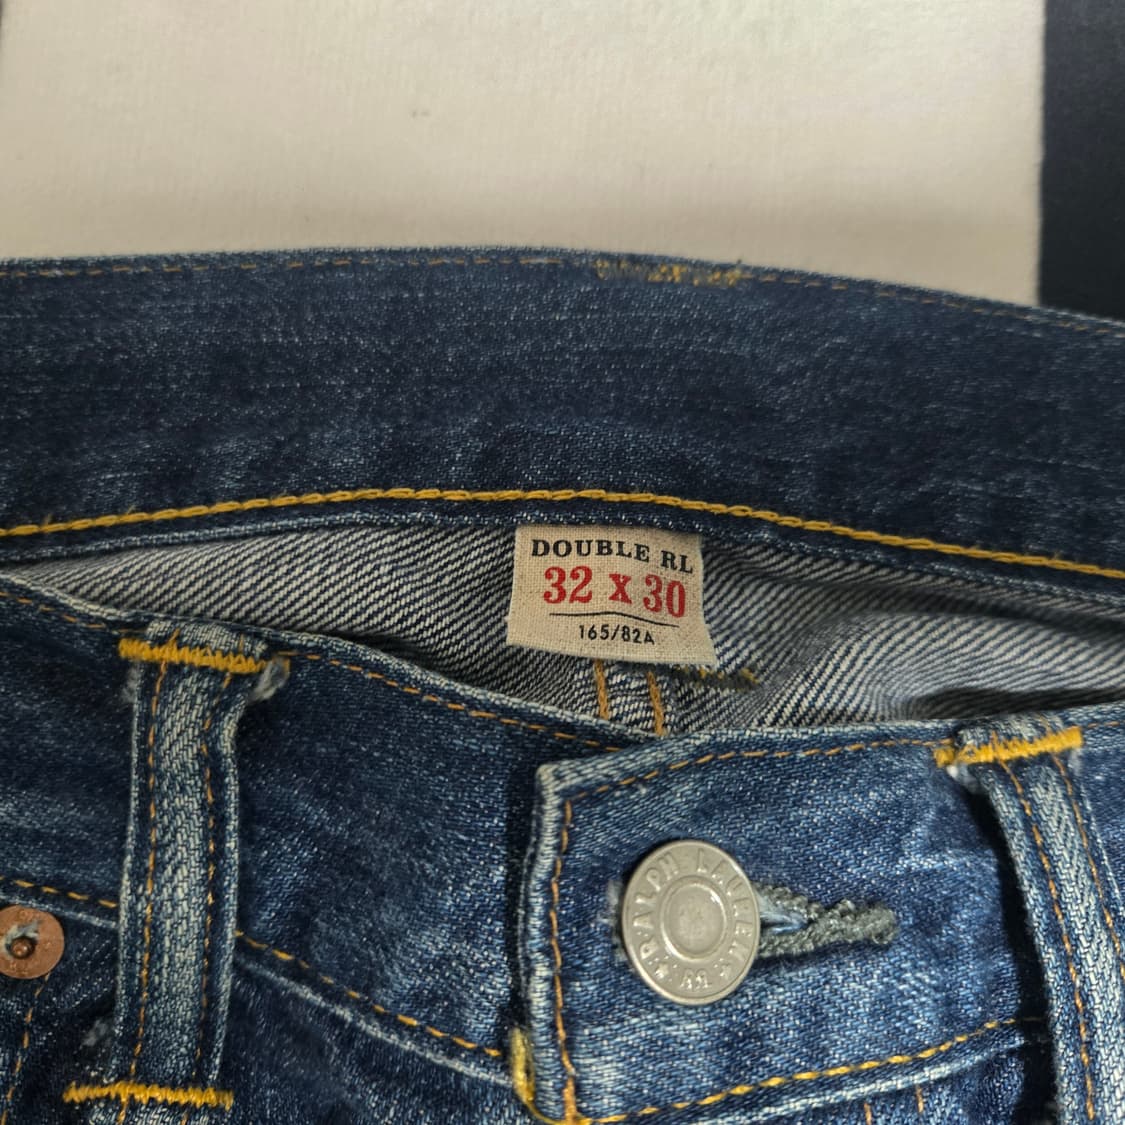 DOUBLE RL
32 x 30
165/82A
RALPH LAUREN